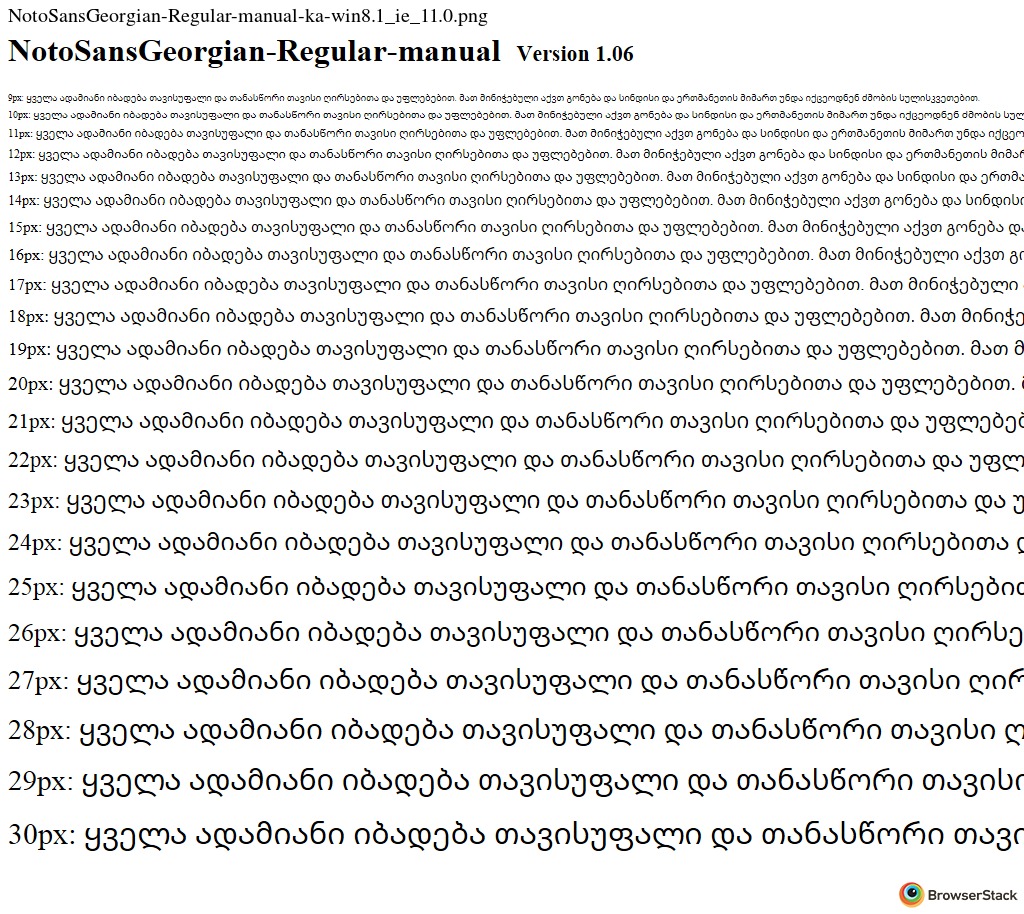 NotoSansGeorgian-Regular-manual-ka-win8.1_ie_11.0.png
NotoSansGeorgian-Regular-manual Version 1.06
9px: ყველა ადამიანი იბადება თავისუფალი და თანასწორი თავისი ღირსებითა და უფლებებით. მათ მინიჭებული აქვთ გონება და სინდისი და ერთმანეთის მიმართ უნდა იქცეოდნენ ძმობის სულისკვეთებით.
10px: ყველა ადამიანი იბადება თავისუფალი და თანასწორი თავისი ღირსებითა და უფლებებით. მათ მინიჭებული აქვთ გონება და სინდისი და ერთმანეთის მიმართ უნდა იქცეოდნენ ძმობის სულ
11px: ყველა ადამიანი იბადება თავისუფალი და თანასწორი თავისი ღირსებითა და უფლებებით. მათ მინიჭებული აქვთ გონება და სინდისი და ერთმანეთის მიმართ უნდა იქცეო
12px: ყველა ადამიანი იბადება თავისუფალი და თანასწორი თავისი ღირსებითა და უფლებებით. მათ მინიჭებული აქვთ გონება და სინდისი და ერთმანეთის მიმარ
13px: ყველა ადამიანი იბადება თავისუფალი და თანასწორი თავისი ღირსებითა და უფლებებით. მათ მინიჭებული აქვთ გონება და სინდისი და ერთმა
14px: ყველა ადამიანი იბადება თავისუფალი და თანასწორი თავისი ღირსებითა და უფლებებით. მათ მინიჭებული აქვთ გონება და სინდისი
15px: ყველა ადამიანი იბადება თავისუფალი და თანასწორი თავისი ღირსებითა და უფლებებით. მათ მინიჭებული აქვთ გონება და
16px: ყველა ადამიანი იბადება თავისუფალი და თანასწორი თავისი ღირსებითა და უფლებებით. მათ მინიჭებული აქვთ გო
17px: ყველა ადამიანი იბადება თავისუფალი და თანასწორი თავისი ღირსებითა და უფლებებით. მათ მინიჭებული
18px: ყველა ადამიანი იბადება თავისუფალი და თანასწორი თავისი ღირსებითა და უფლებებით. მათ მინიჭე
19px: ყველა ადამიანი იბადება თავისუფალი და თანასწორი თავისი ღირსებითა და უფლებებით. მათ მ
20px: ყველა ადამიანი იბადება თავისუფალი და თანასწორი თავისი ღირსებითა და უფლებებით.
21px: ყველა ადამიანი იბადება თავისუფალი და თანასწორი თავისი ღირსებითა და უფლებებ
22px: ყველა ადამიანი იბადება თავისუფალი და თანასწორი თავისი ღირსებითა და უფლ
23px: ყველა ადამიანი იბადება თავისუფალი და თანასწორი თავისი ღირსებითა და უ
24px: ყველა ადამიანი იბადება თავისუფალი და თანასწორი თავისი ღირსებითა
25px: ყველა ადამიანი იბადება თავისუფალი და თანასწორი თავისი ღირსებით
26px: ყველა ადამიანი იბადება თავისუფალი და თანასწორი თავისი ღირსე
27px: ყველა ადამიანი იბადება თავისუფალი და თანასწორი თავისი ღირ
28px: ყველა ადამიანი იბადება თავისუფალი და თანასწორი თავისი ღ
29px: ყველა ადამიანი იბადება თავისუფალი და თანასწორი თავისი
30px: ყველა ადამიანი იბადება თავისუფალი და თანასწორი თავი
BrowserStack